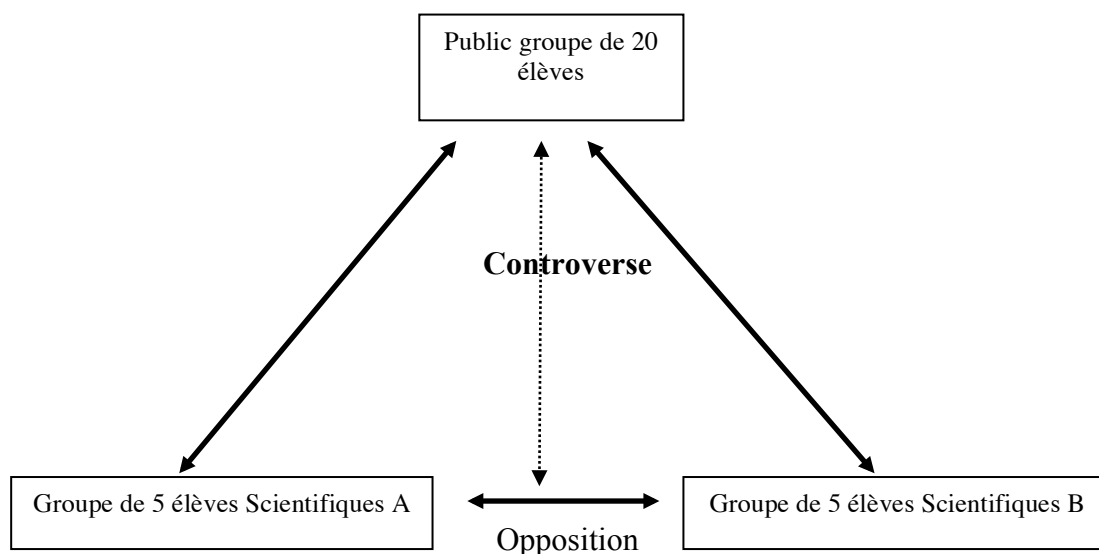 Public groupe de 20
élèves
Controverse
Groupe de 5 élèves Scientifiques A
Groupe de 5 élèves Scientifiques B
Opposition